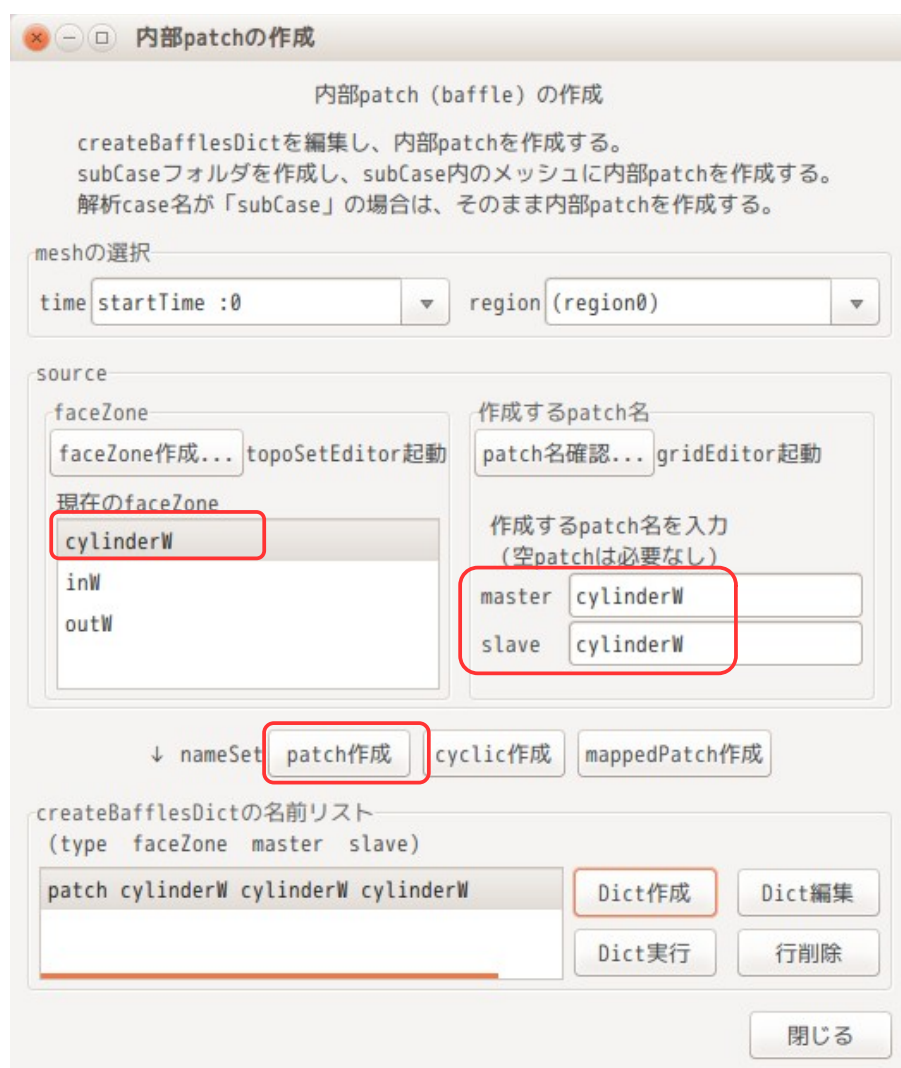 内部patchの作成
内部patch (baffle) の作成
createBafflesDictを編集し、内部patchを作成する。
subCaseフォルダを作成し、subCase内のメッシュに内部patchを作成する。
解析case名が「subCase」の場合は、そのまま内部patchを作成する。
meshの選択
time startTime :0 region (region0)
source
faceZone
faceZone作成... topoSetEditor起動
現在のfaceZone
cylinderW
inW
outW
作成するpatch名
patch名確認... gridEditor起動
作成するpatch名を入力
(空patchは必要なし)
master cylinderW
slave cylinderW
↓ nameSet patch作成 cyclic作成 mappedPatch作成
createBafflesDictの名前リスト
(type faceZone master slave)
patch cylinderW cylinderW cylinderW
Dict作成 Dict編集
Dict実行 行削除
閉じる